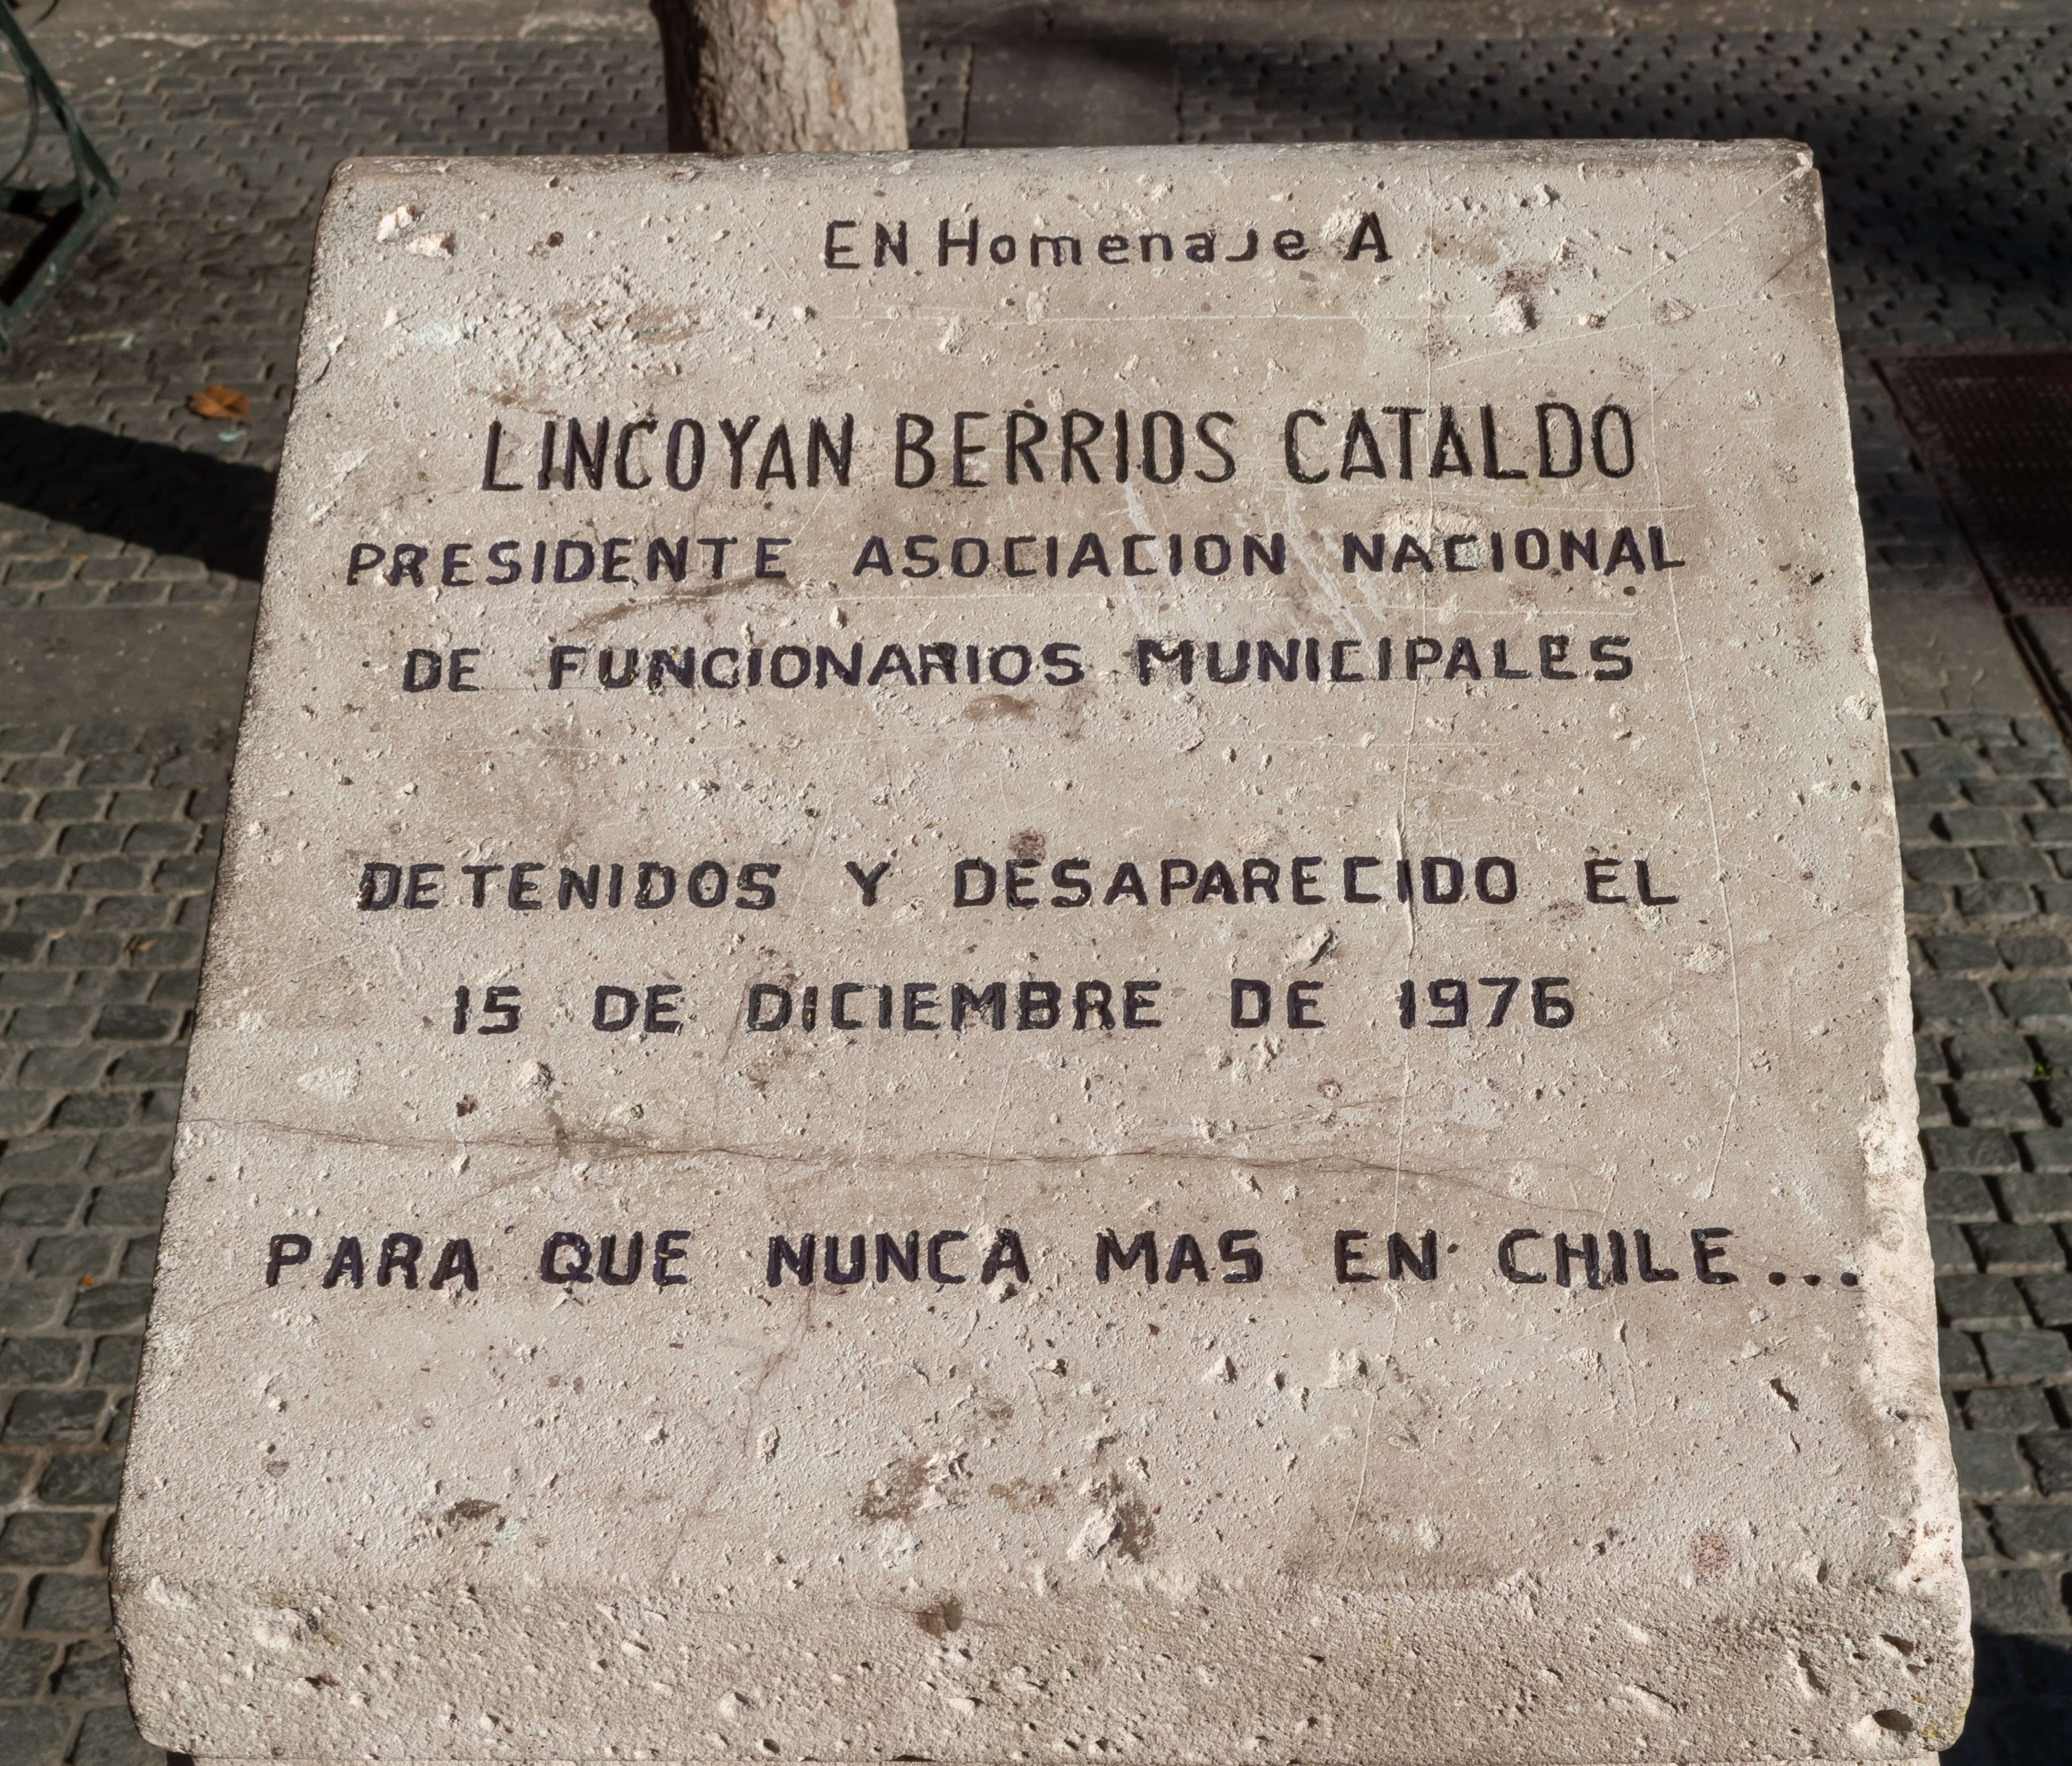 EN Homenaje A
LINCOYAN BERRIOS CATALDO
PRESIDENTE ASOCIACION NACIONAL
DE FUNCIONARIOS MUNICIPALES
DETENIDOS Y DESAPARECIDO EL
15 DE DICIEMBRE DE 1976
PARA QUE NUNCA MAS EN CHILE...